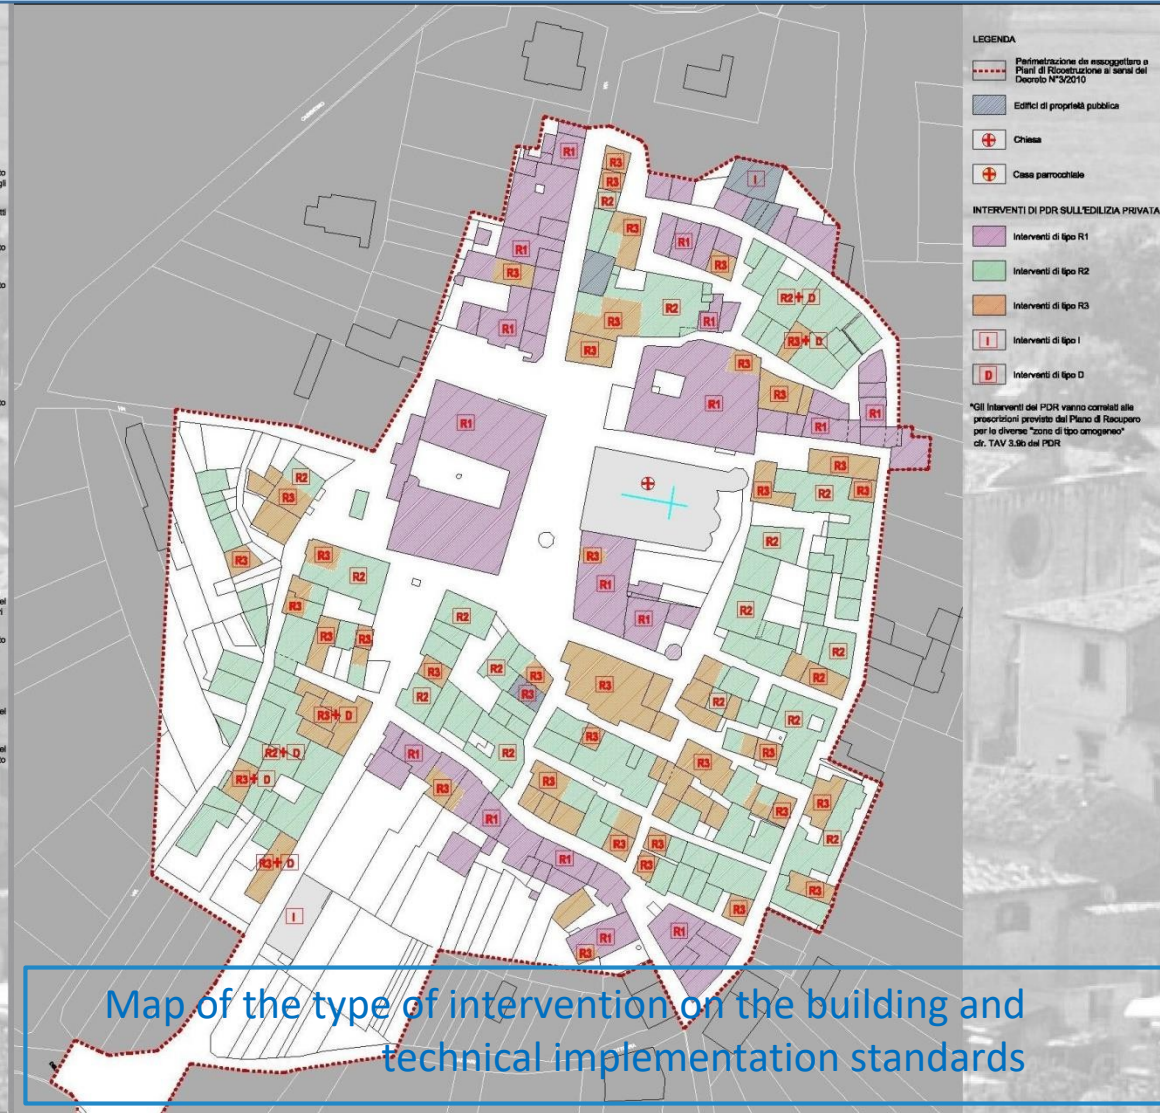 LEGENDA
Perimetrazione da assoggettare a
Piani di Ricostruzione ai sensi del
Decreto N°3/2010
Edifici di proprietà pubblica
Chiesa
Casa parrocchiale
INTERVENTI DI PDR SULL'EDILIZIA PRIVATA
Interventi di tipo R1
Interventi di tipo R2
Interventi di tipo R3
I Interventi di tipo I
D Interventi di tipo D
*Gli Interventi del PDR vanno correlati alle
prescrizioni previste dal Piano di Recupero
per le diverse "zone di tipo omogeneo"
cfr. TAV 3.9b del PDR
R1
R3
R3
I
R2
R3
R1
R1
R3
R3
R2 + D
R2
R3
R1
R1
R3 + D
R3
R3
R1
R3
R1
R1
R1
R3
R2
R3
R3
R2
R3
R2
R3
R3
R3
R2
R1
R3
R2
R2
R1
R3
R3
R2
R2
R3
R3
R2
R3
R2
R2
R3 + D
R2
R3
R2 + D
R2
R3
R1
R3
R3 + D
R3
R3
R3
R3
R1
R2
R3
R3
R1
R3
R3 + D
R3
R3
I
R1
R1
R3
Map of the type of intervention on the building and
technical implementation standards